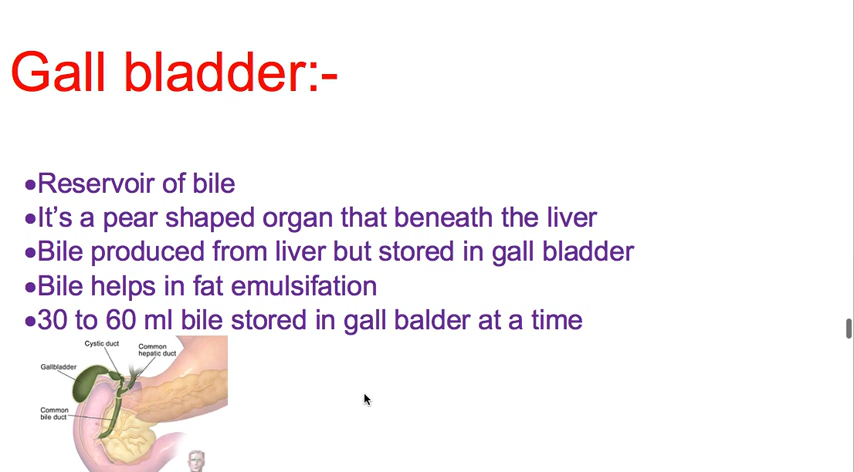 Gall bladder:-
●Reservoir of bile
●It's a pear shaped organ that beneath the liver
●Bile produced from liver but stored in gall bladder
●Bile helps in fat emulsifation
●30 to 60 ml bile stored in gall balder at a time
Cystic duct
Common
hepatic duct
Gallbladder
Common
bile duct